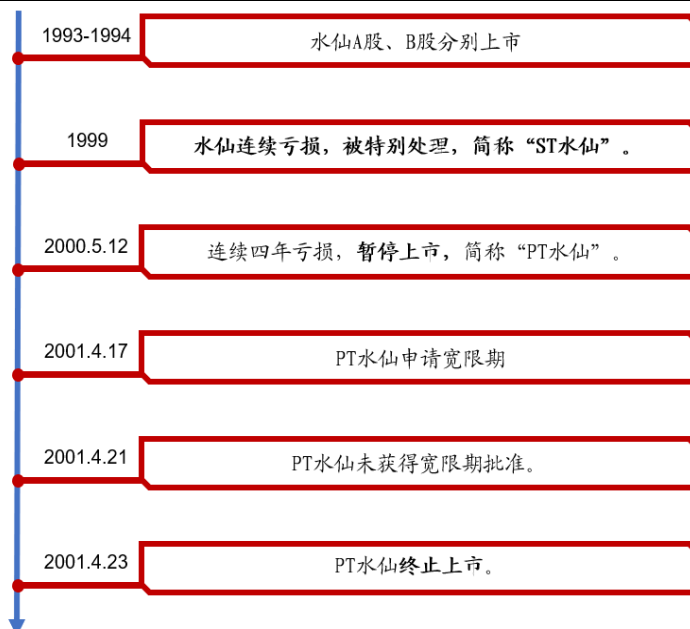 1993-1994
水仙A股、B股分别上市
1999
水仙连续亏损，被特别处理，简称“ST水仙”。
2000.5.12
连续四年亏损，暂停上市，简称“PT水仙”。
2001.4.17
PT水仙申请宽限期
2001.4.21
PT水仙未获得宽限期批准。
2001.4.23
PT水仙终止上市。